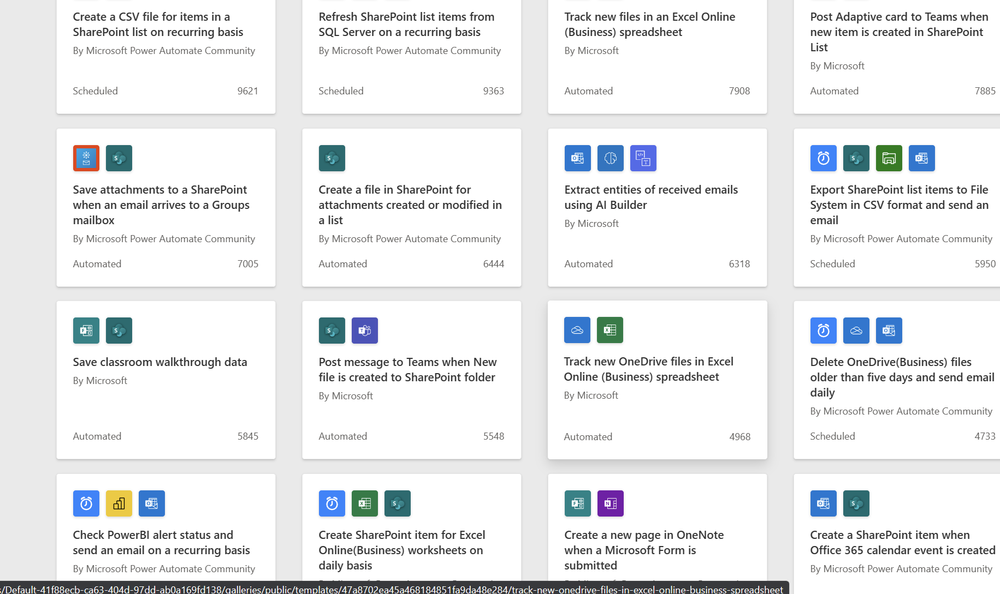 Create a CSV file for items in a
SharePoint list on recurring basis
By Microsoft Power Automate Community
Scheduled 9621
Refresh SharePoint list items from
SQL Server on a recurring basis
By Microsoft Power Automate Community
Scheduled 9363
Track new files in an Excel Online
(Business) spreadsheet
By Microsoft
Automated 7908
Post Adaptive card to Teams when
new item is created in SharePoint
List
By Microsoft
Automated 7885
Save attachments to a SharePoint
when an email arrives to a Groups
mailbox
By Microsoft Power Automate Community
Automated 7005
Create a file in SharePoint for
attachments created or modified in
a list
By Microsoft Power Automate Community
Automated 6444
Extract entities of received emails
using AI Builder
By Microsoft
Automated 6318
Export SharePoint list items to File
System in CSV format and send an
email
By Microsoft Power Automate Community
Scheduled 5950
Save classroom walkthrough data
By Microsoft
Automated 5845
Post message to Teams when New
file is created to SharePoint folder
By Microsoft
Automated 5548
Track new OneDrive files in Excel
Online (Business) spreadsheet
By Microsoft
Automated 4968
Delete OneDrive(Business) files
older than five days and send email
daily
By Microsoft Power Automate Community
Scheduled 4733
Check PowerBI alert status and
send an email on a recurring basis
By Microsoft Power Automate Community
Create SharePoint item for Excel
Online(Business) worksheets on
daily basis
Create a new page in OneNote
when a Microsoft Form is
submitted
Create a SharePoint item when
Office 365 calendar event is created
By Microsoft Power Automate Community
s/Default-41f88ecb-ca63-404d-97dd-ab0a169fd138/galleries/public/templates/47a8702ea45a468184851fa9da48e284/track-new-onedrive-files-in-excel-online-business-spreadsheet